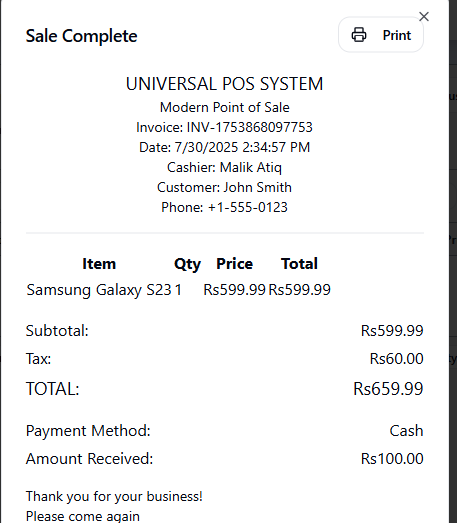 Sale Complete
Print
UNIVERSAL POS SYSTEM
Modern Point of Sale
Invoice: INV-1753868097753
Date: 7/30/2025 2:34:57 PM
Cashier: Malik Atiq
Customer: John Smith
Phone: +1-555-0123
Item Qty Price Total
Samsung Galaxy S23 1 Rs599.99 Rs599.99
Subtotal: Rs599.99
Tax: Rs60.00
TOTAL: Rs659.99
Payment Method: Cash
Amount Received: Rs100.00
Thank you for your business!
Please come again